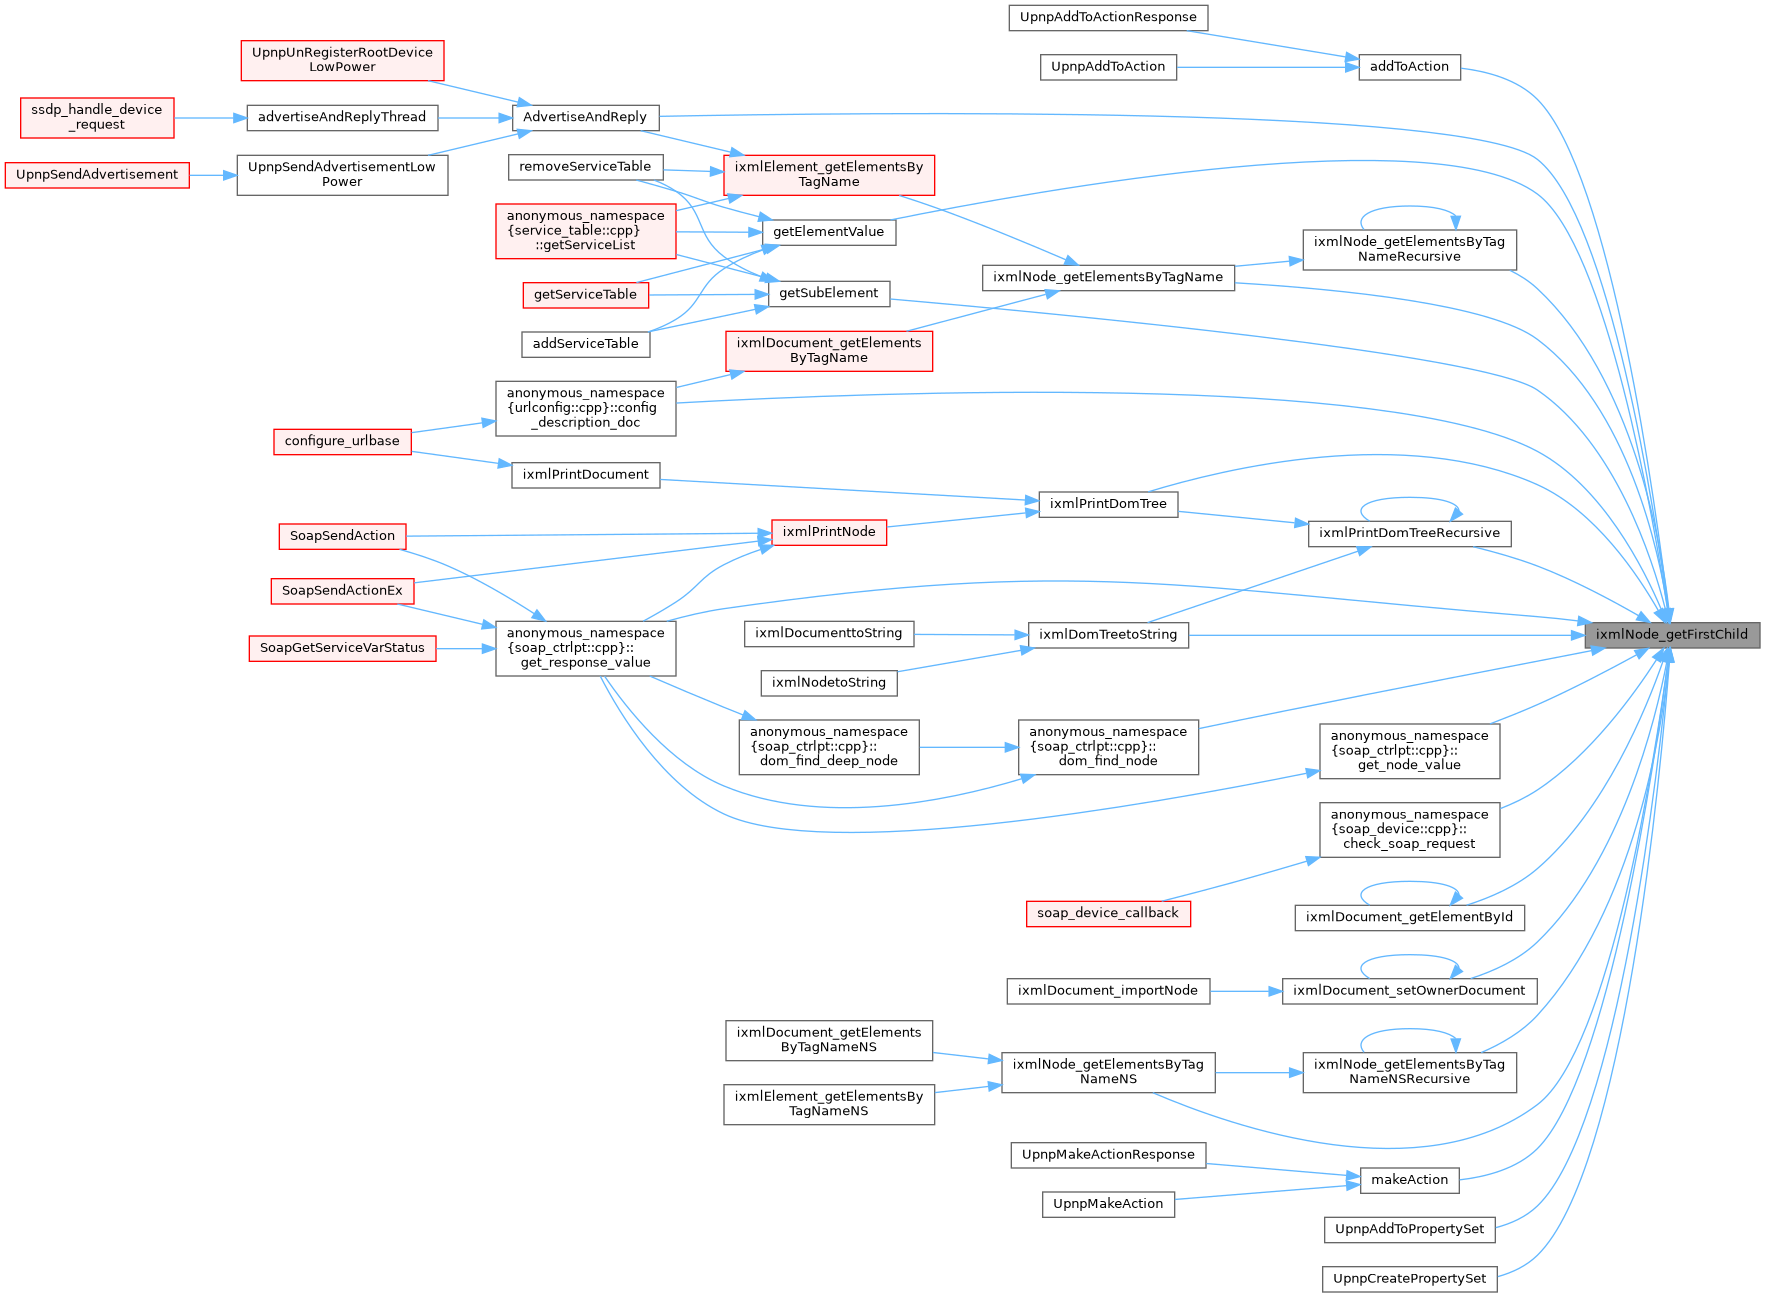 UpnpAddToActionResponse
UpnpAddToAction
addToAction
UpnpUnRegisterRootDevice
LowPower
ssdp_handle_device
_request
advertiseAndReplyThread
AdvertiseAndReply
UpnpSendAdvertisement
UpnpSendAdvertisementLow
Power
removeServiceTable
ixmlElement_getElementsBy
TagName
anonymous_namespace
{service_table::cpp}
::getServiceList
getElementValue
ixmlNode_getElementsByTag
NameRecursive
ixmlNode_getElementsByTagName
getServiceTable
getSubElement
addServiceTable
ixmlDocument_getElements
ByTagName
anonymous_namespace
{urlconfig::cpp}::config
_description_doc
configure_urlbase
ixmlPrintDocument
ixmlPrintDomTree
ixmlPrintDomTreeRecursive
ixmlPrintNode
SoapSendAction
SoapSendActionEx
SoapGetServiceVarStatus
anonymous_namespace
{soap_ctrlpt::cpp}::
get_response_value
ixmlDocumenttoString
ixmlDomTreetoString
ixmlNode_getFirstChild
ixmlNodetoString
anonymous_namespace
{soap_ctrlpt::cpp}::
dom_find_deep_node
anonymous_namespace
{soap_ctrlpt::cpp}::
dom_find_node
anonymous_namespace
{soap_ctrlpt::cpp}::
get_node_value
anonymous_namespace
{soap_device::cpp}::
check_soap_request
soap_device_callback
ixmlDocument_getElementById
ixmlDocument_importNode
ixmlDocument_setOwnerDocument
ixmlDocument_getElements
ByTagNameNS
ixmlElement_getElementsBy
TagNameNS
ixmlNode_getElementsByTag
NameNS
ixmlNode_getElementsByTag
NameNSRecursive
UpnpMakeActionResponse
UpnpMakeAction
makeAction
UpnpAddToPropertySet
UpnpCreatePropertySet